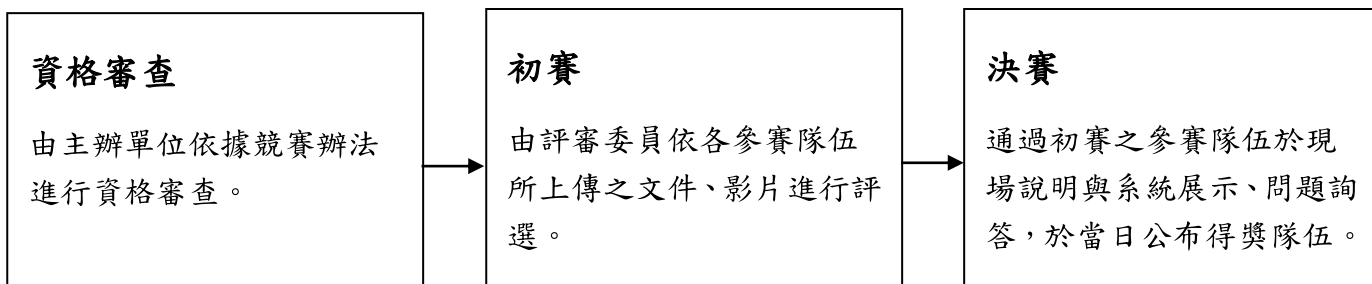 資格審查
由主辦單位依據競賽辦法
進行資格審查。
初賽
由評審委員依各參賽隊伍
所上傳之文件、影片進行評
選。
決賽
通過初賽之參賽隊伍於現
場說明與系統展示、問題詢
答，於當日公布得獎隊伍。